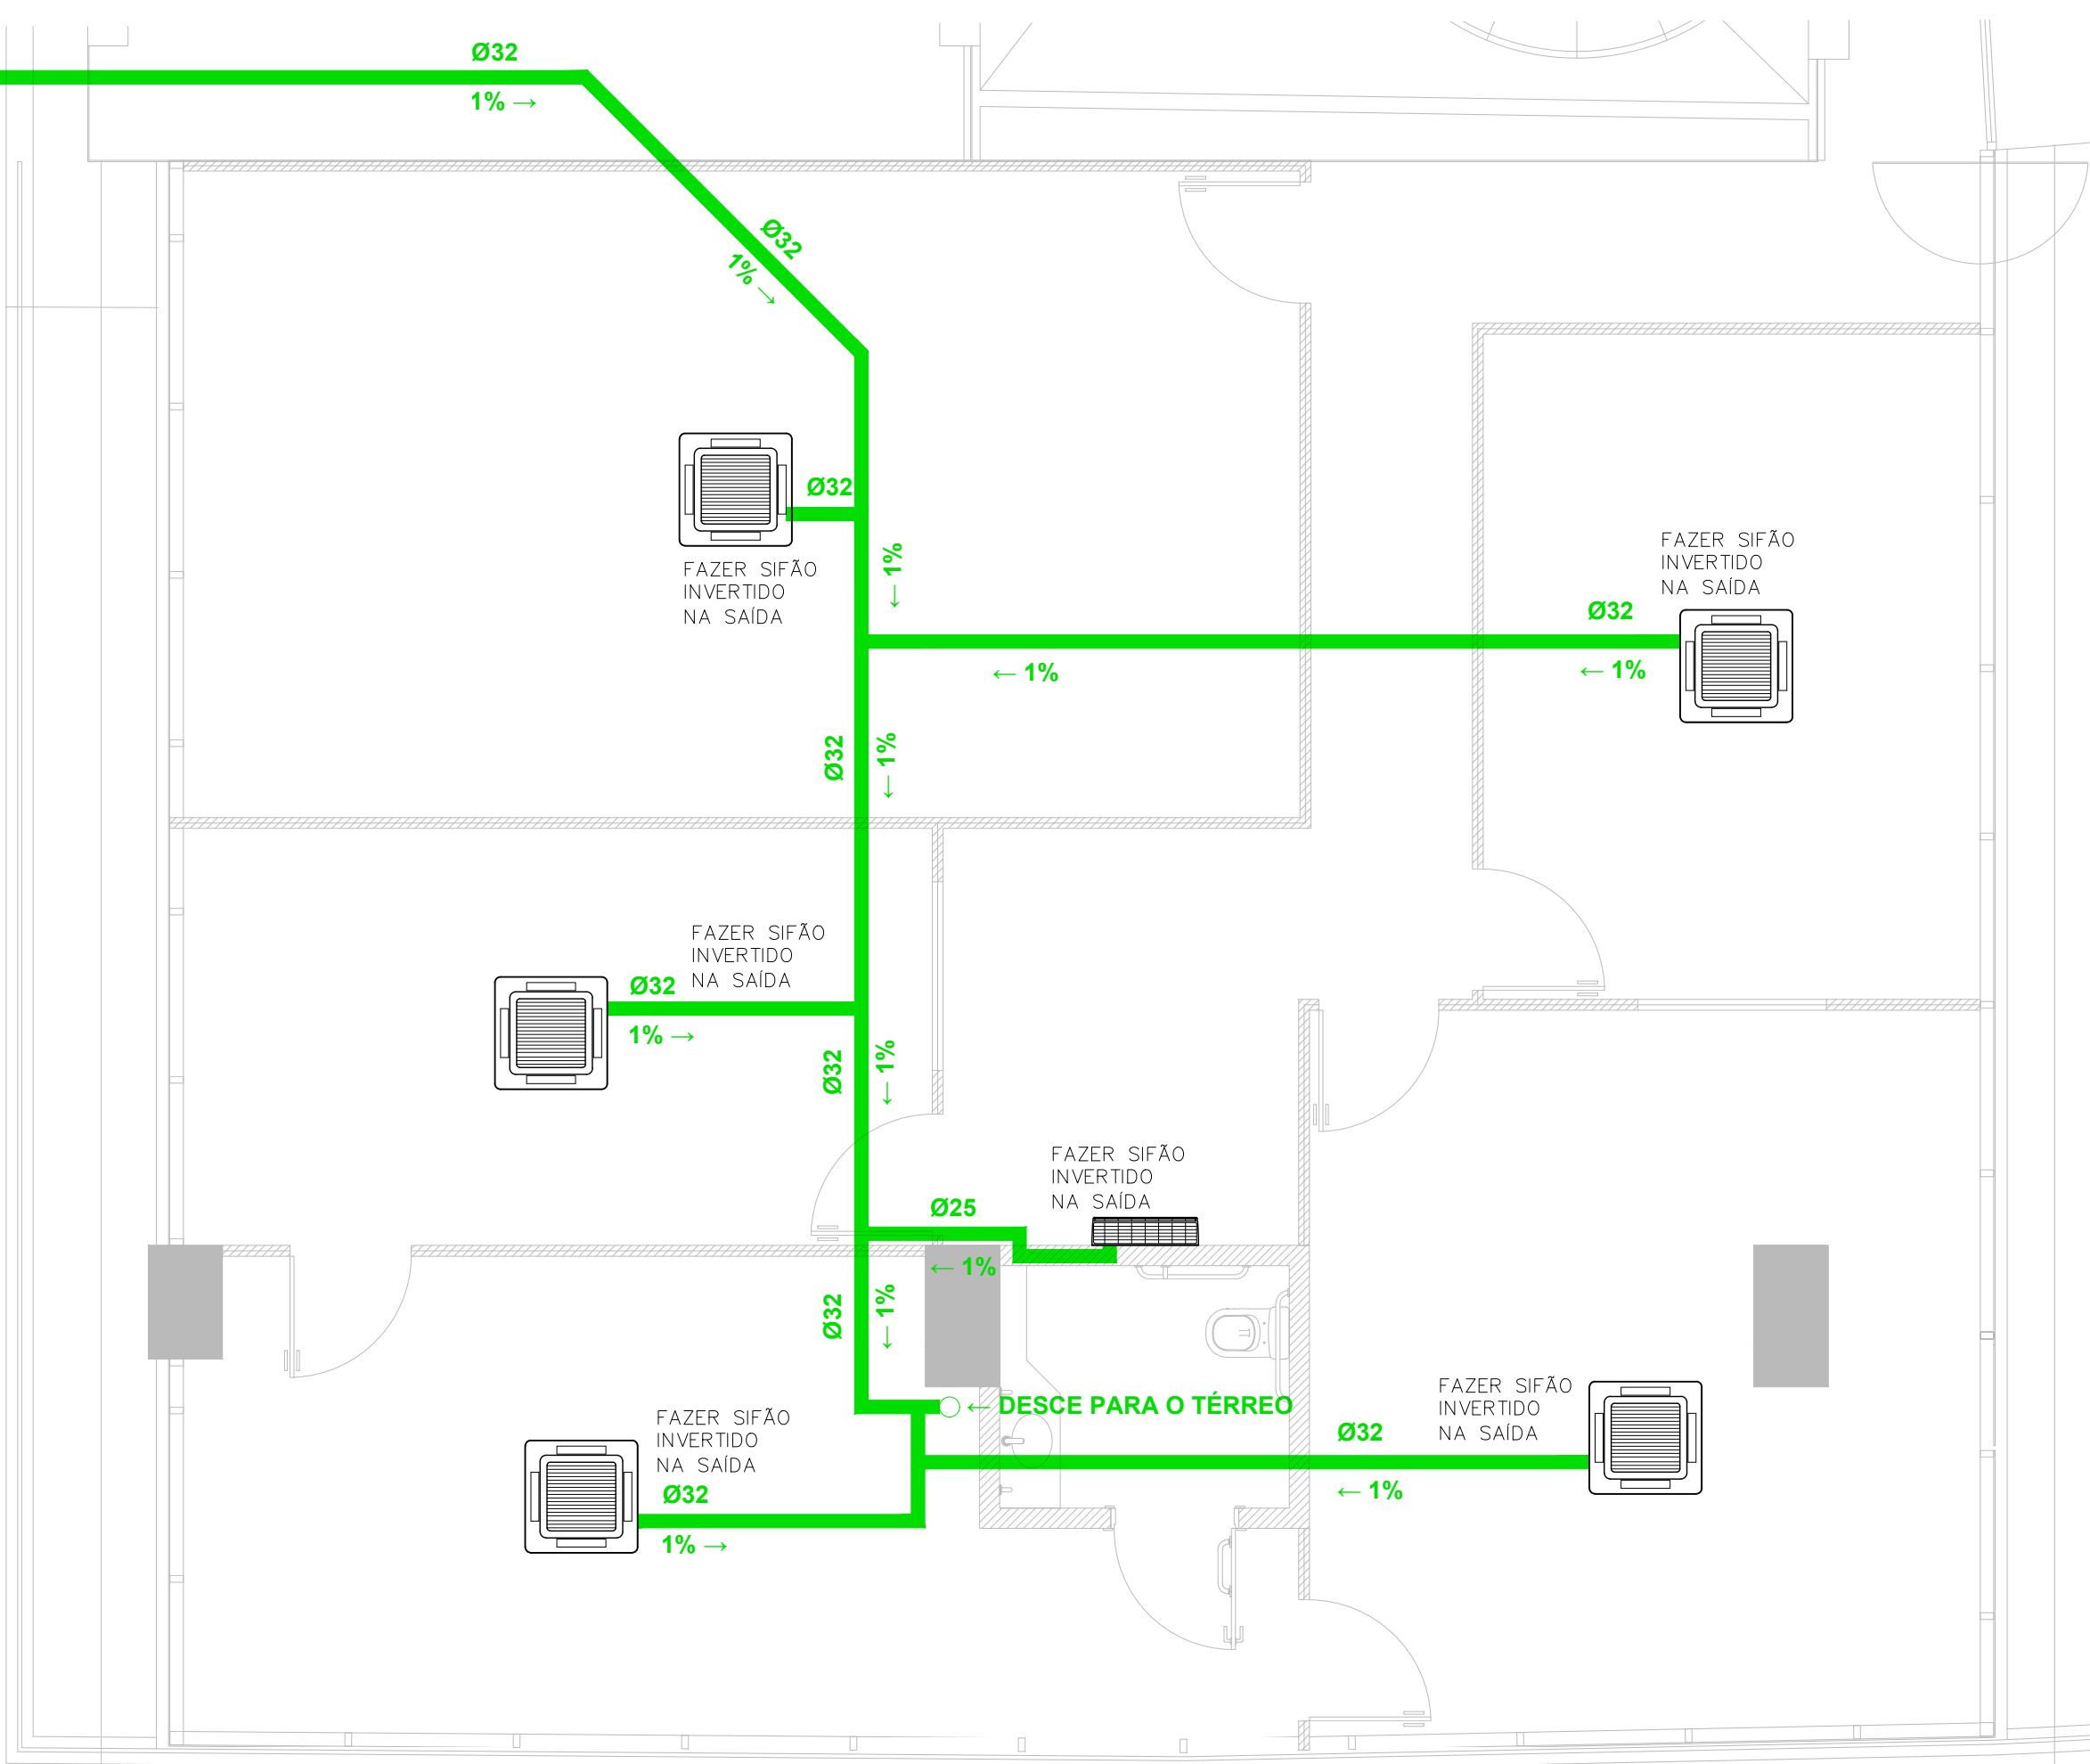 Ø32
1% →
Ø32
1% →
Ø32
← 1%
FAZER SIFÃO
INVERTIDO
NA SAÍDA
FAZER SIFÃO
INVERTIDO
NA SAÍDA
Ø32
← 1%
← 1%
Ø32
← 1%
FAZER SIFÃO
INVERTIDO
NA SAÍDA
Ø32
1% →
Ø32
← 1%
FAZER SIFÃO
INVERTIDO
NA SAÍDA
Ø25
← 1%
Ø32
← 1%
← DESCE PARA O TÉRREO
FAZER SIFÃO
INVERTIDO
NA SAÍDA
Ø32
← 1%
FAZER SIFÃO
INVERTIDO
NA SAÍDA
Ø32
1% →